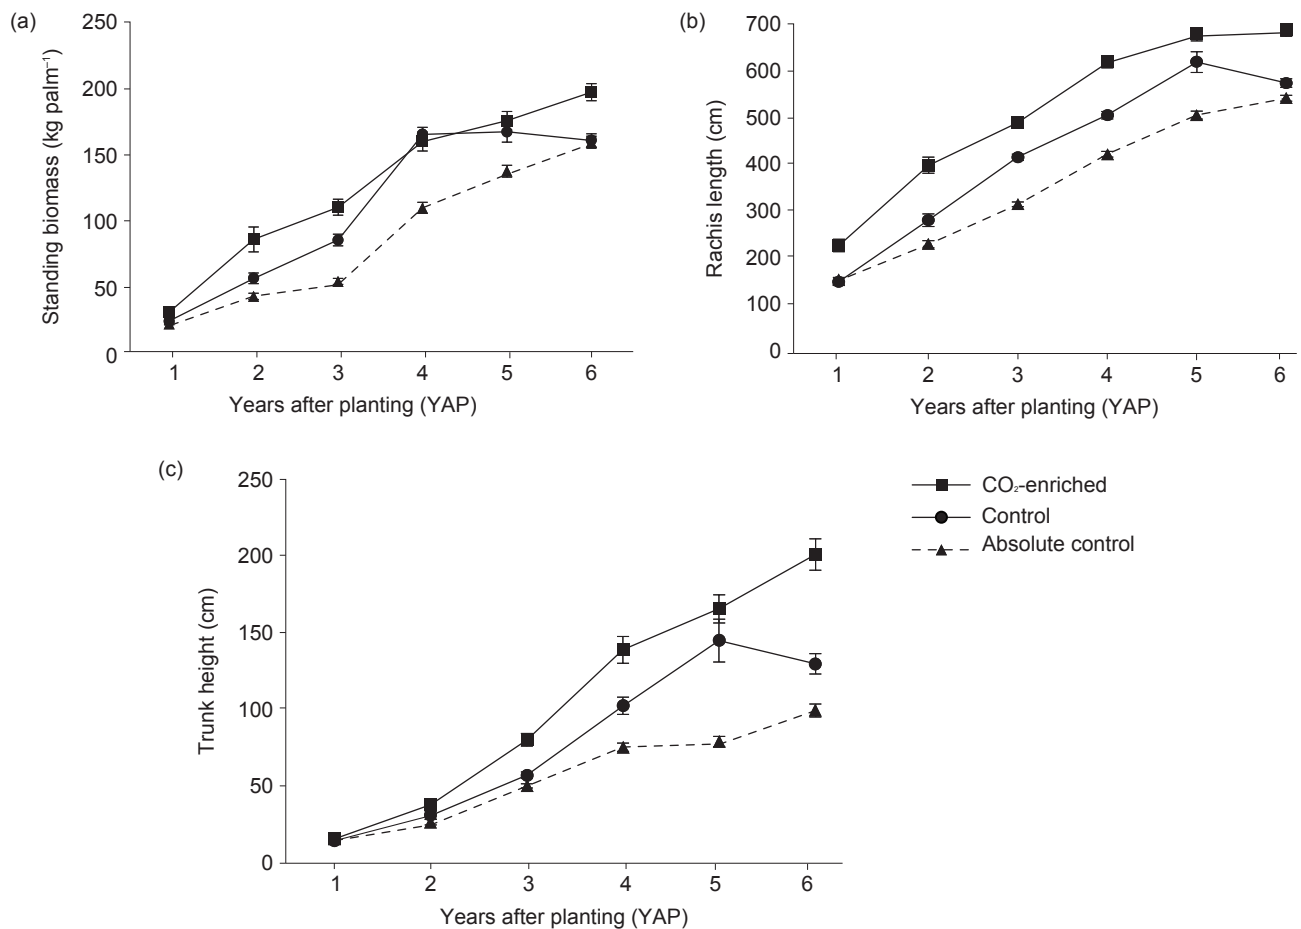 (a)
250
200
150
100
50
0
Standing biomass (kg palm⁻¹)
1 2 3 4 5 6
Years after planting (YAP)
(b)
700
600
500
400
300
200
100
0
Rachis length (cm)
1 2 3 4 5 6
Years after planting (YAP)
(c)
250
200
150
100
50
0
Trunk height (cm)
1 2 3 4 5 6
Years after planting (YAP)
CO₂-enriched
Control
Absolute control